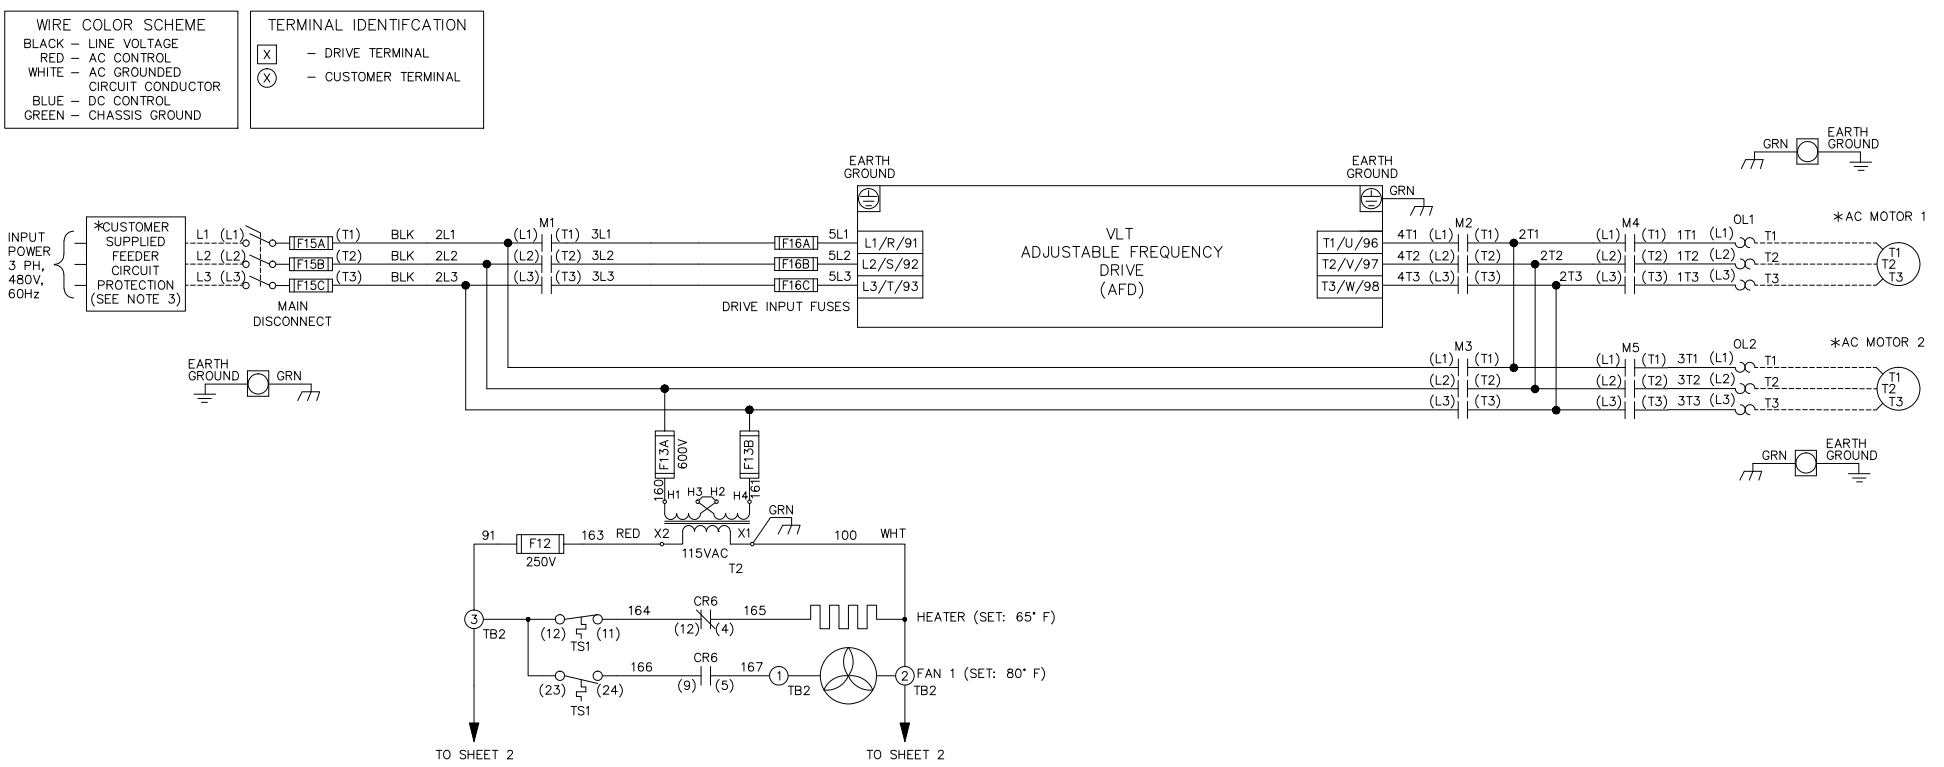 WIRE COLOR SCHEME
BLACK – LINE VOLTAGE
RED – AC CONTROL
WHITE – AC GROUNDED
CIRCUIT CONDUCTOR
BLUE – DC CONTROL
GREEN – CHASSIS GROUND
TERMINAL IDENTIFCATION
X – DRIVE TERMINAL
X – CUSTOMER TERMINAL
INPUT
POWER
3 PH,
480V,
60Hz
*CUSTOMER
SUPPLIED
FEEDER
CIRCUIT
PROTECTION
(SEE NOTE 3)
L1 (L1) F15A (T1) BLK 2L1 (L1) M1 (T1) 3L1 F16A 5L1 L1/R/91
L2 (L2) F15B (T2) BLK 2L2 (L2) (T2) 3L2 F16B 5L2 L2/S/92
L3 (L3) F15C (T3) BLK 2L3 (L3) (T3) 3L3 F16C 5L3 L3/T/93
MAIN
DISCONNECT
DRIVE INPUT FUSES
EARTH
GROUND
VLT
ADJUSTABLE FREQUENCY
DRIVE
(AFD)
EARTH
GROUND
GRN
T1/U/96 4T1 (L1) M2 (T1) 2T1 (L1) M4 (T1) 1T1 (L1) OL1 T1
T2/V/97 4T2 (L2) (T2) 2T2 (L2) (T2) 1T2 (L2) T2
T3/W/98 4T3 (L3) (T3) 2T3 (L3) (T3) 1T3 (L3) T3
*AC MOTOR 1
T1
T2
T3
GRN
EARTH
GROUND
EARTH
GROUND
GRN
(L1) M3 (T1) (L1) M5 (T1) 3T1 (L1) OL2 T1
(L2) (T2) (L2) (T2) 3T2 (L2) T2
(L3) (T3) (L3) (T3) 3T3 (L3) T3
*AC MOTOR 2
T1
T2
T3
GRN
EARTH
GROUND
F13A
600V
F13B
160
161
H1 H3 H2 H4
GRN
91 F12 163 RED X2 X1 100 WHT
250V
115VAC
T2
3
TB2
(12) (11)
TS1
164
CR6
(12) (4)
165
HEATER (SET: 65° F)
(23) (24)
TS1
166
CR6
(9) (5)
167
1
TB2
2
TB2
FAN 1 (SET: 80° F)
TO SHEET 2
TO SHEET 2